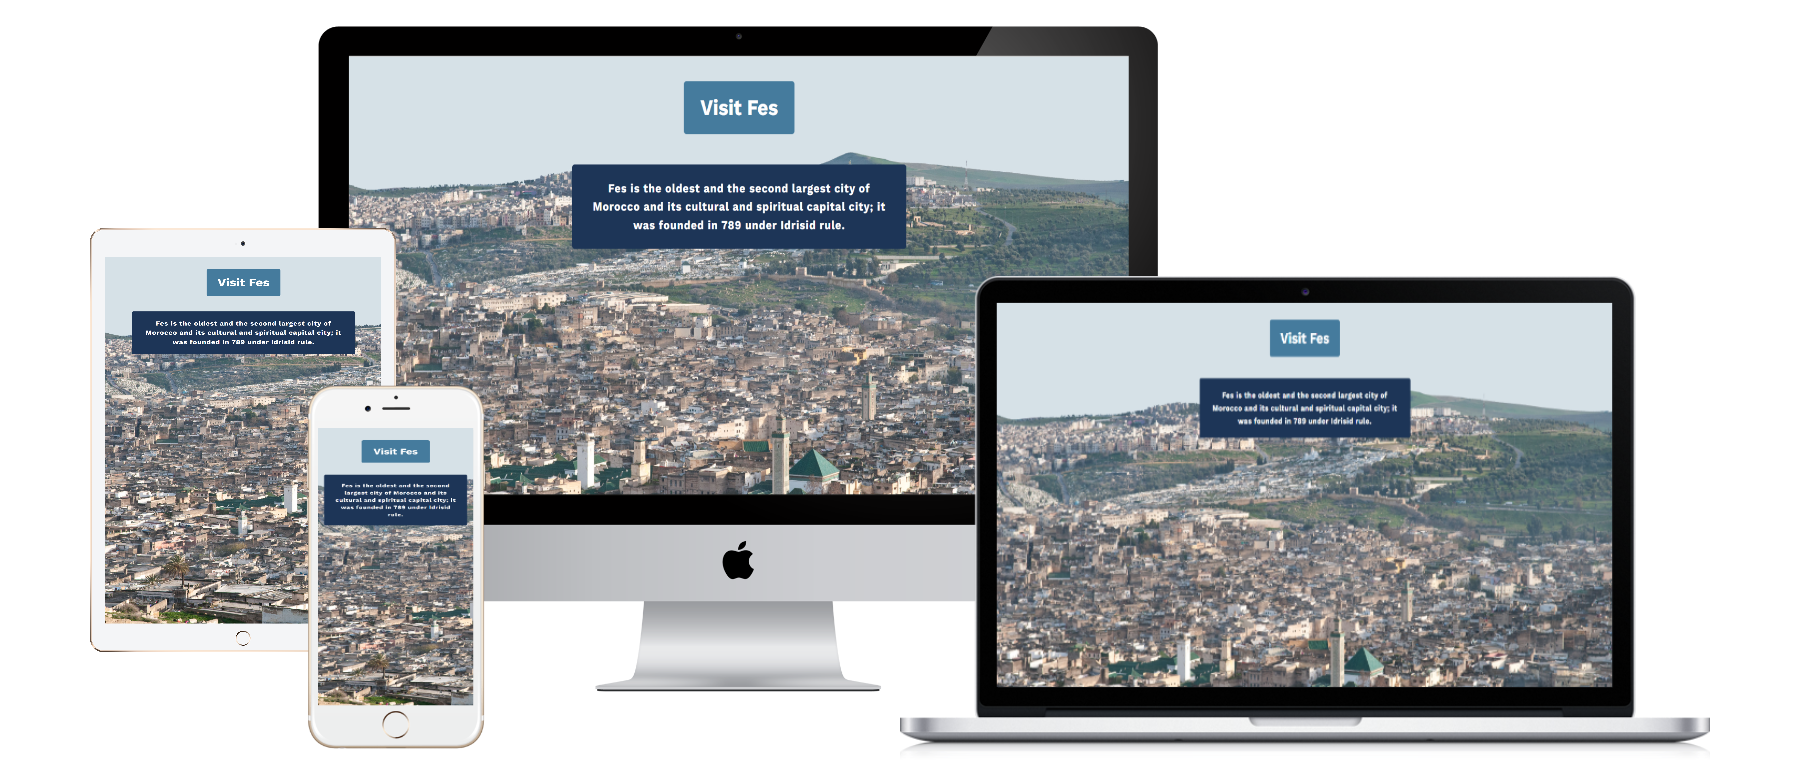 Visit Fes
Fes is the oldest and the second largest city of
Morocco and its cultural and spiritual capital city; it
was founded in 789 under Idrisid rule.
Visit Fes
Fes is the oldest and the second largest city of
Morocco and its cultural and spiritual capital city; it
was founded in 789 under Idrisid rule.
Visit Fes
Fes is the oldest and the second
largest city of Morocco and its
cultural and spiritual capital city; it
was founded in 789 under Idrisid
rule.
Visit Fes
Fes is the oldest and the second largest city of
Morocco and its cultural and spiritual capital city; it
was founded in 789 under Idrisid rule.